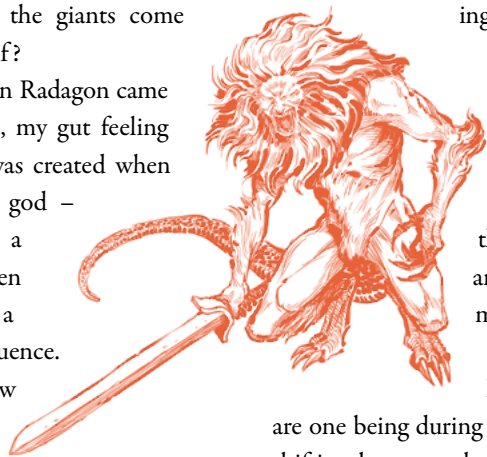 the giants come
f?
n Radagon came
, my gut feeling
was created when
god –
a
en
a
uence.
w
ing
are one being during